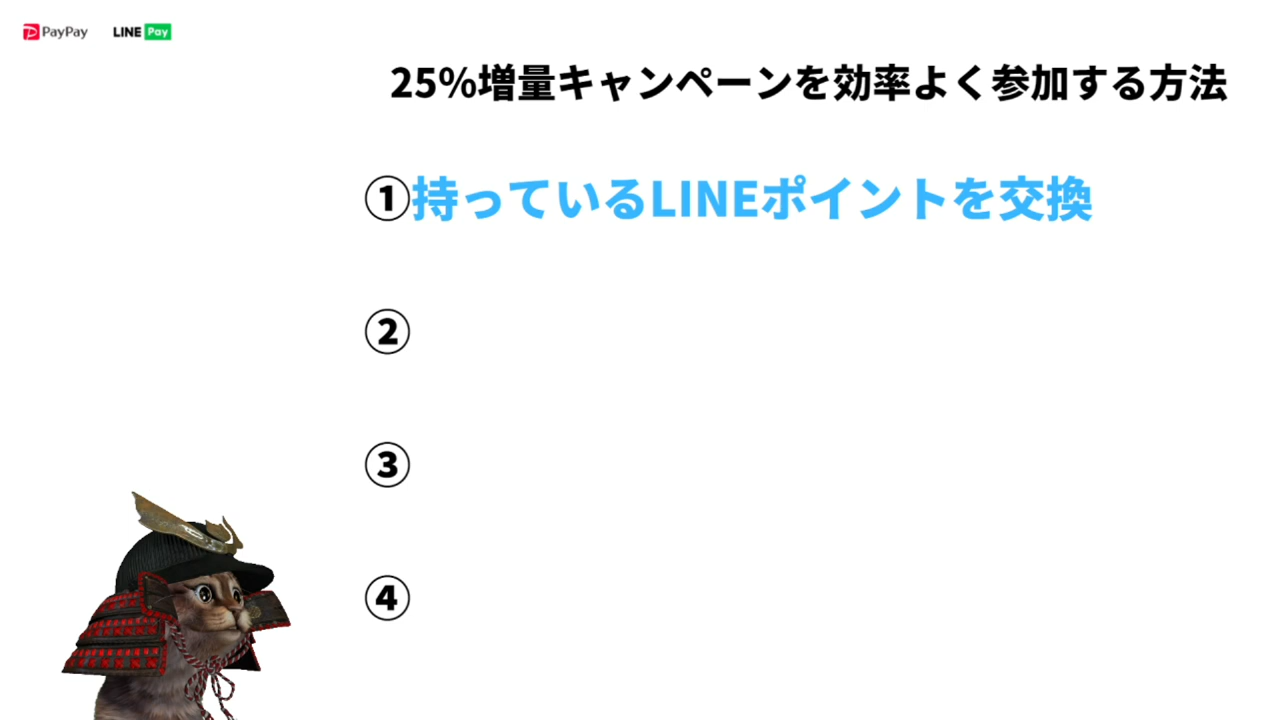 PayPay LINE Pay
25%増量キャンペーンを効率よく参加する方法
①持っているLINEポイントを交換
②
③
④